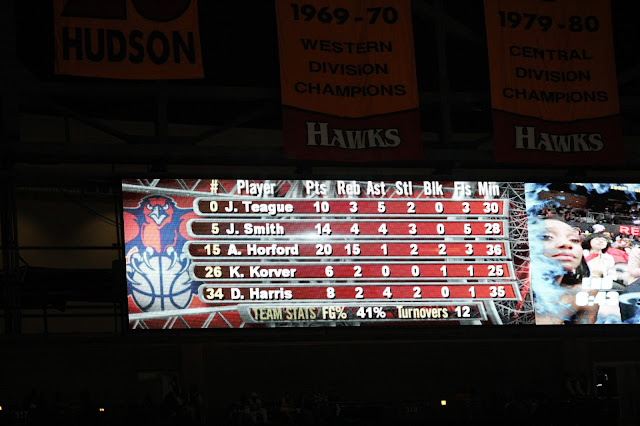 HUDSON
1969-70
WESTERN
DIVISION
CHAMPIONS
HAWKS
1979-80
CENTRAL
DIVISION
CHAMPIONS
HAWKS
# Player Pts Reb Ast Stl Blk Fls Min
0 J. Teague 10 3 5 2 0 3 30
5 J. Smith 14 4 4 3 0 5 28
15 A. Horford 20 15 1 2 2 3 36
26 K. Korver 6 2 0 0 1 1 25
34 D. Harris 8 2 4 2 0 1 35
TEAM STATS FG% 41% Turnovers 12